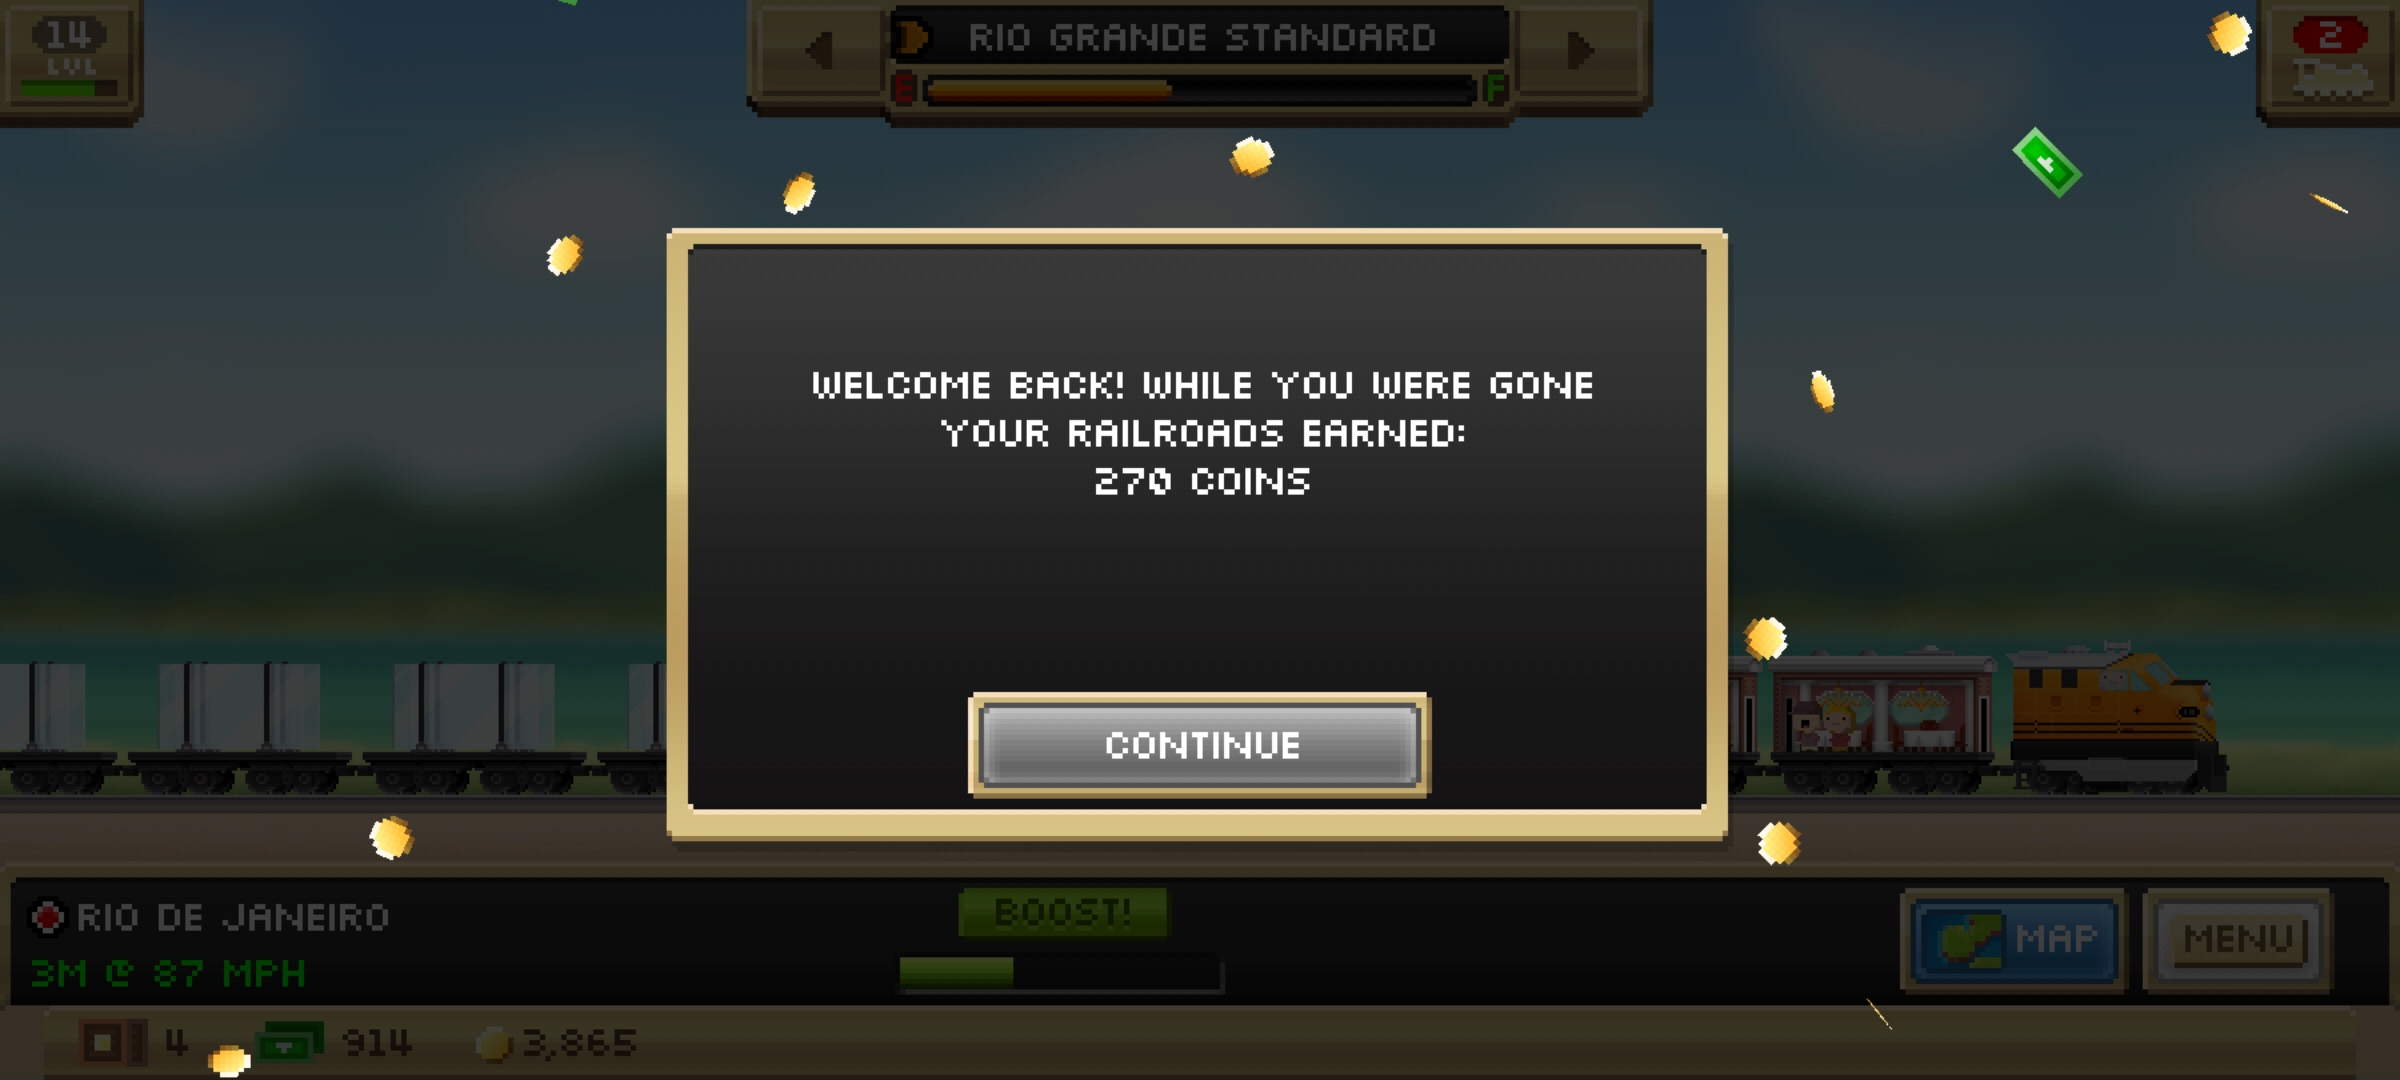 14
LVL
RIO GRANDE STANDARD
E F
2
WELCOME BACK! WHILE YOU WERE GONE
YOUR RAILROADS EARNED:
270 COINS
CONTINUE
RIO DE JANEIRO
3M @ 87 MPH
BOOST!
MAP
MENU
4 914 3,865